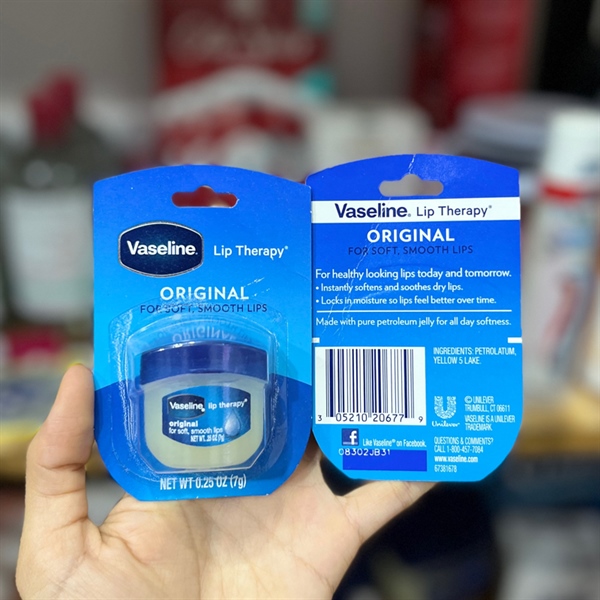 Vaseline.
Lip Therapy®
ORIGINAL
FOR SOFT, SMOOTH LIPS
ORIGINAL
Vaseline. lip therapy®
original
for soft, smooth lips
NET WT .25 OZ (7g)
NET WT 0.25 OZ (7g)
Vaseline. Lip Therapy®
ORIGINAL
FOR SOFT, SMOOTH LIPS
For healthy looking lips today and tomorrow.
• Instantly softens and soothes dry lips.
• Locks in moisture so lips feel better over time.
Made with pure petroleum jelly for all day softness.
3 05210 20677 9
f Like Vaseline® on Facebook.
08302JB31
INGREDIENTS: PETROLATUM,
YELLOW 5 LAKE.
Unilever
© UNILEVER
TRUMBULL, CT 06611
VASELINE IS A UNILEVER
TRADEMARK.
QUESTIONS & COMMENTS?
CALL 1-800-457-7084
www.vaseline.com
67381678